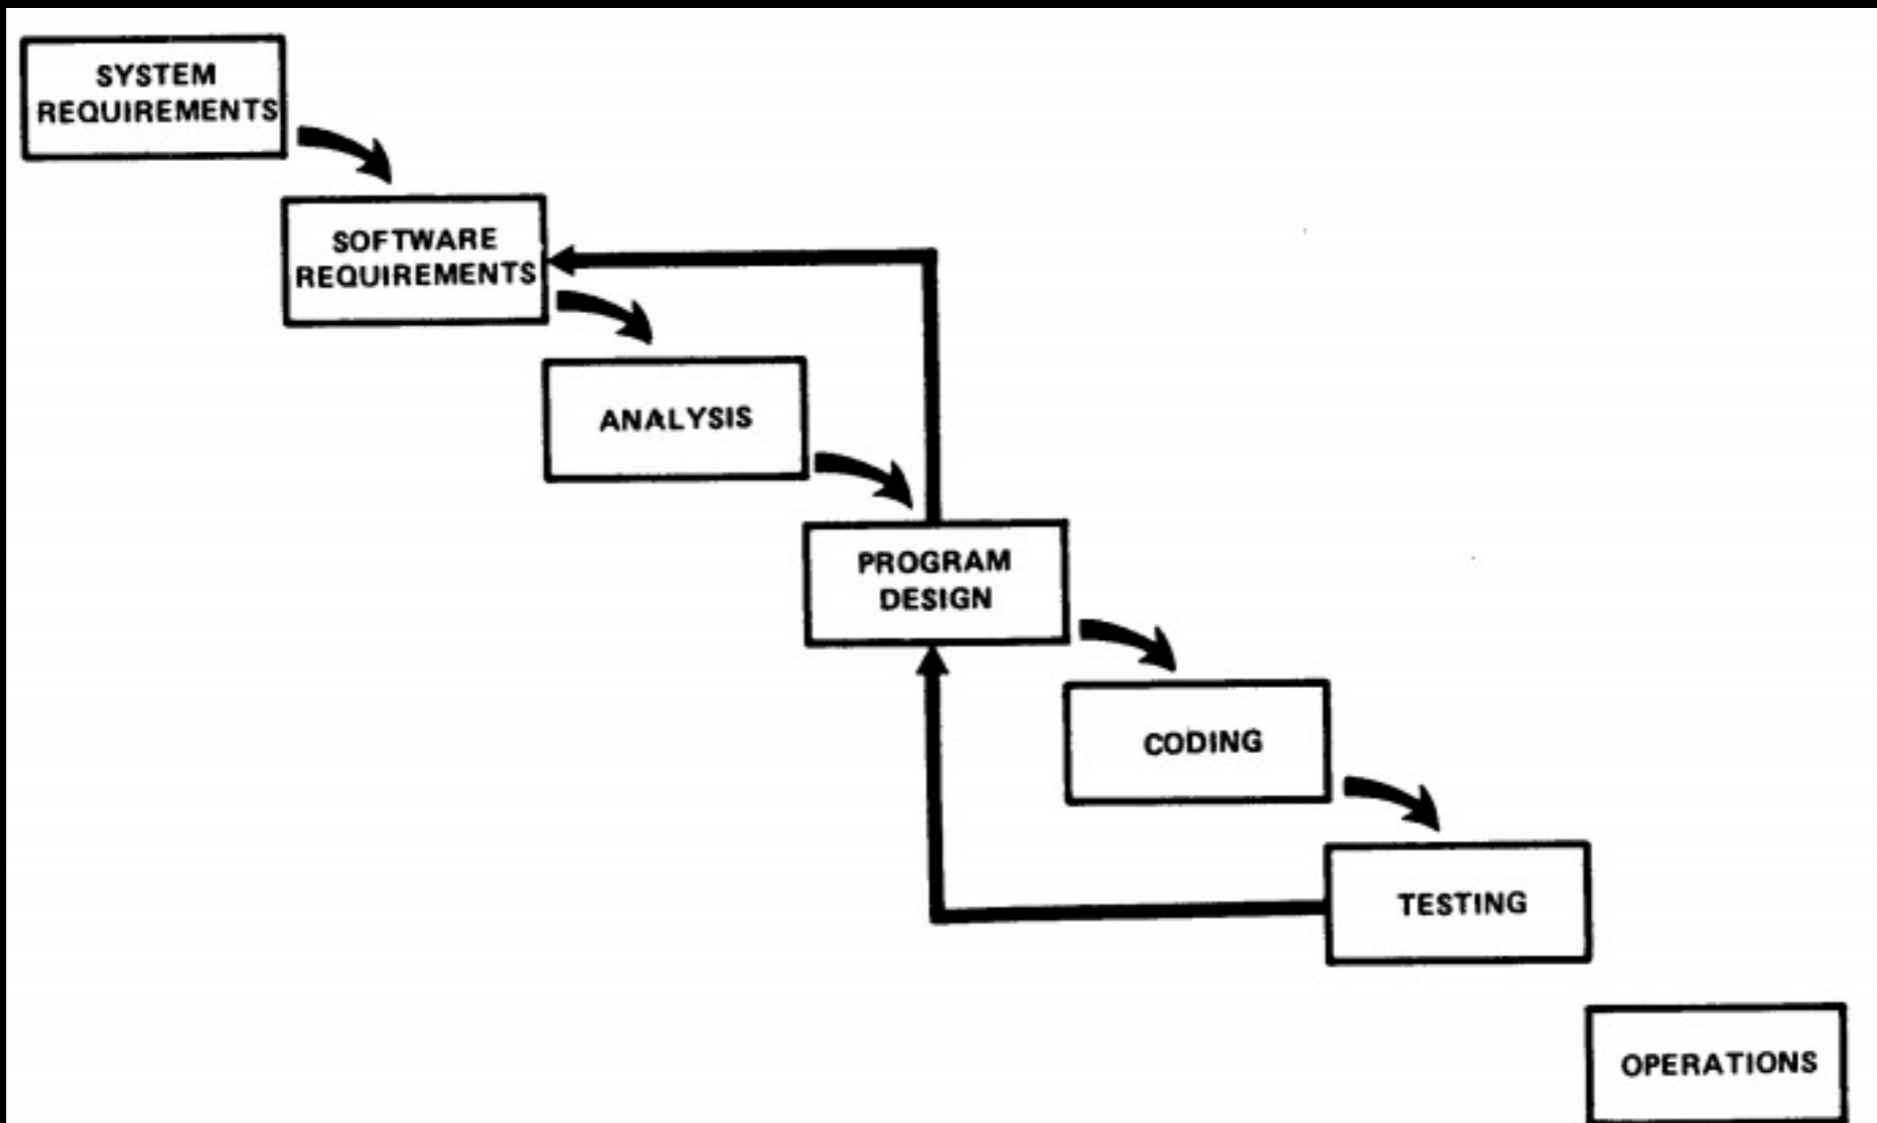 SYSTEM
REQUIREMENTS
SOFTWARE
REQUIREMENTS
ANALYSIS
PROGRAM
DESIGN
CODING
TESTING
OPERATIONS